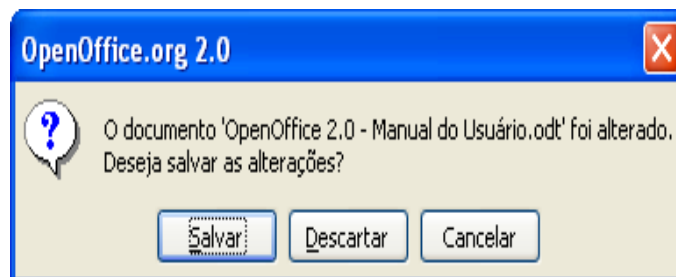 OpenOffice.org 2.0
O documento 'OpenOffice 2.0 - Manual do Usuário.odt' foi alterado.
Deseja salvar as alterações?
Salvar Descartar Cancelar